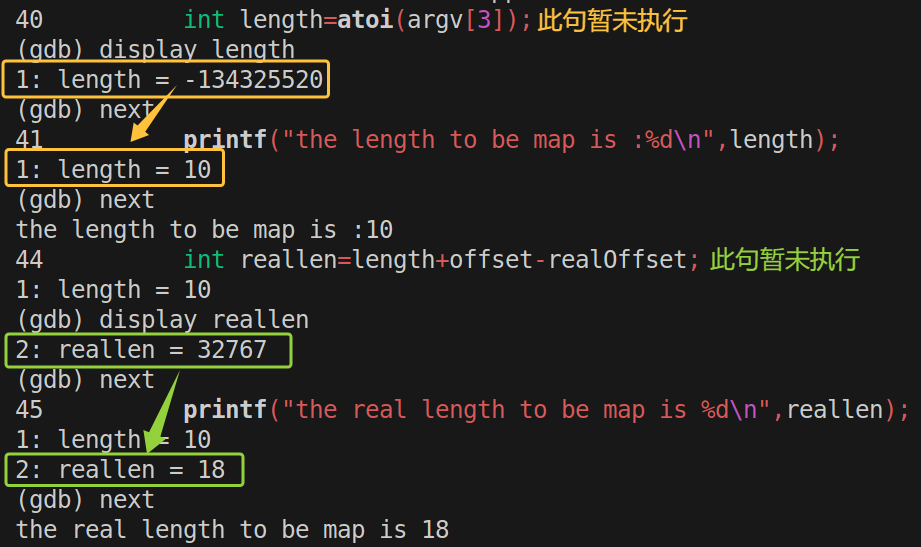 40 int length=atoi(argv[3]); 此句暂未执行
(gdb) display length
1: length = -134325520
(gdb) next
41 printf("the length to be map is :%d\n",length);
1: length = 10
(gdb) next
the length to be map is :10
44 int reallen=length+offset-realOffset; 此句暂未执行
1: length = 10
(gdb) display reallen
2: reallen = 32767
(gdb) next
45 printf("the real length to be map is %d\n",reallen);
1: length = 10
2: reallen = 18
(gdb) next
the real length to be map is 18